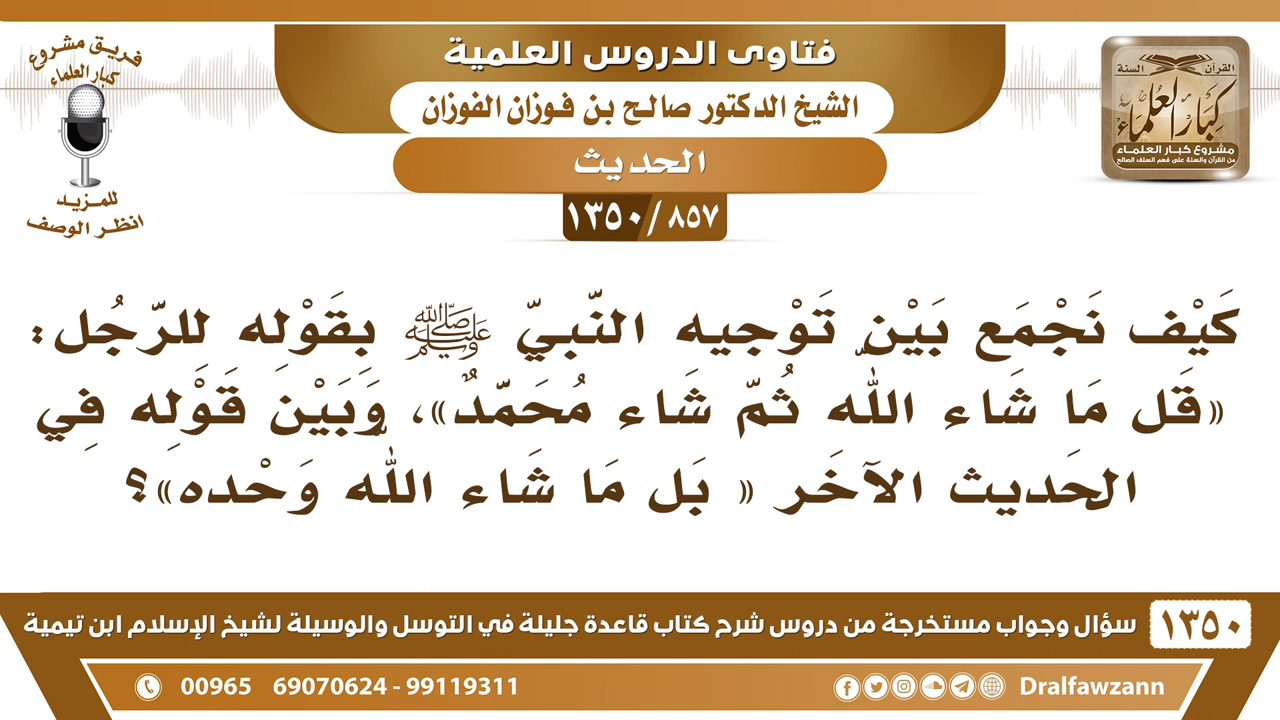 فتاوى الدروس العلمية
الشيخ الدكتور صالح بن فوزان الفوزان
الحديث
٨٥٧ / ١٣٥٠
فريق مشروع
كبار العلماء
للمزيد
انظر الوصف
القرآن السنة
كبار العلماء
مشروع كبار العلماء
من القرآن والسنة على فهم السلف الصالح
كَيْف نَجْمَع بَيْن تَوْجيه النّبيّ ﷺ بِقَوْله للرّجُل:
«قَل مَا شَاء اللّٰه ثُمّ شَاء مُحَمّدٌ»، وَبَيْنَ قَوْلِه فِي
الحَديث الآخَر « بَل مَا شَاء اللّٰه وَحْده»؟
١٣٥٠ سؤال وجواب مستخرجة من دروس شرح كتاب قاعدة جليلة في التوسل والوسيلة لشيخ الإسلام ابن تيمية
00965 69070624 - 99119311
Dralfawzann